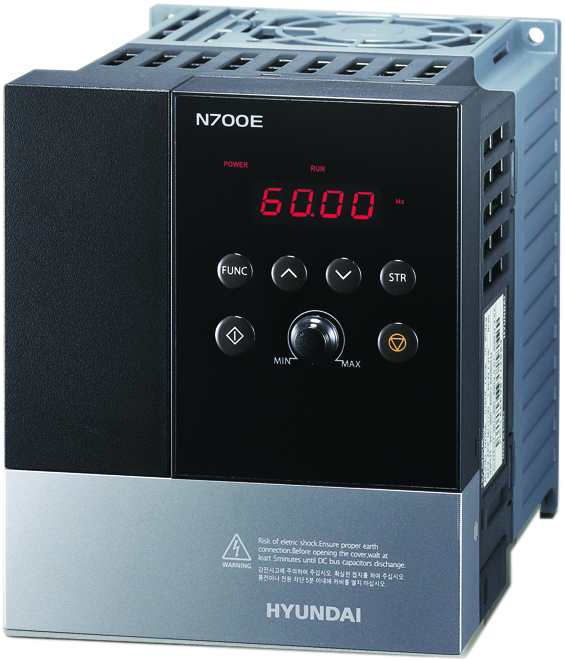 N700E
POWER
RUN
60.00
Hz
FUNC
STR
MIN
MAX
WARNING
Risk of eletric shock.Ensure proper earth
connection.Before opening the cover,walt at
leart 5minutes until DC bus capacitors discharge.
감전사고에 주의하여 주십시오. 확실한 접지를 하여 주십시오.
통전이나 전원 차단 5분 이내에 커버를 열지 마십시오.
HYUNDAI
HYUNDAI